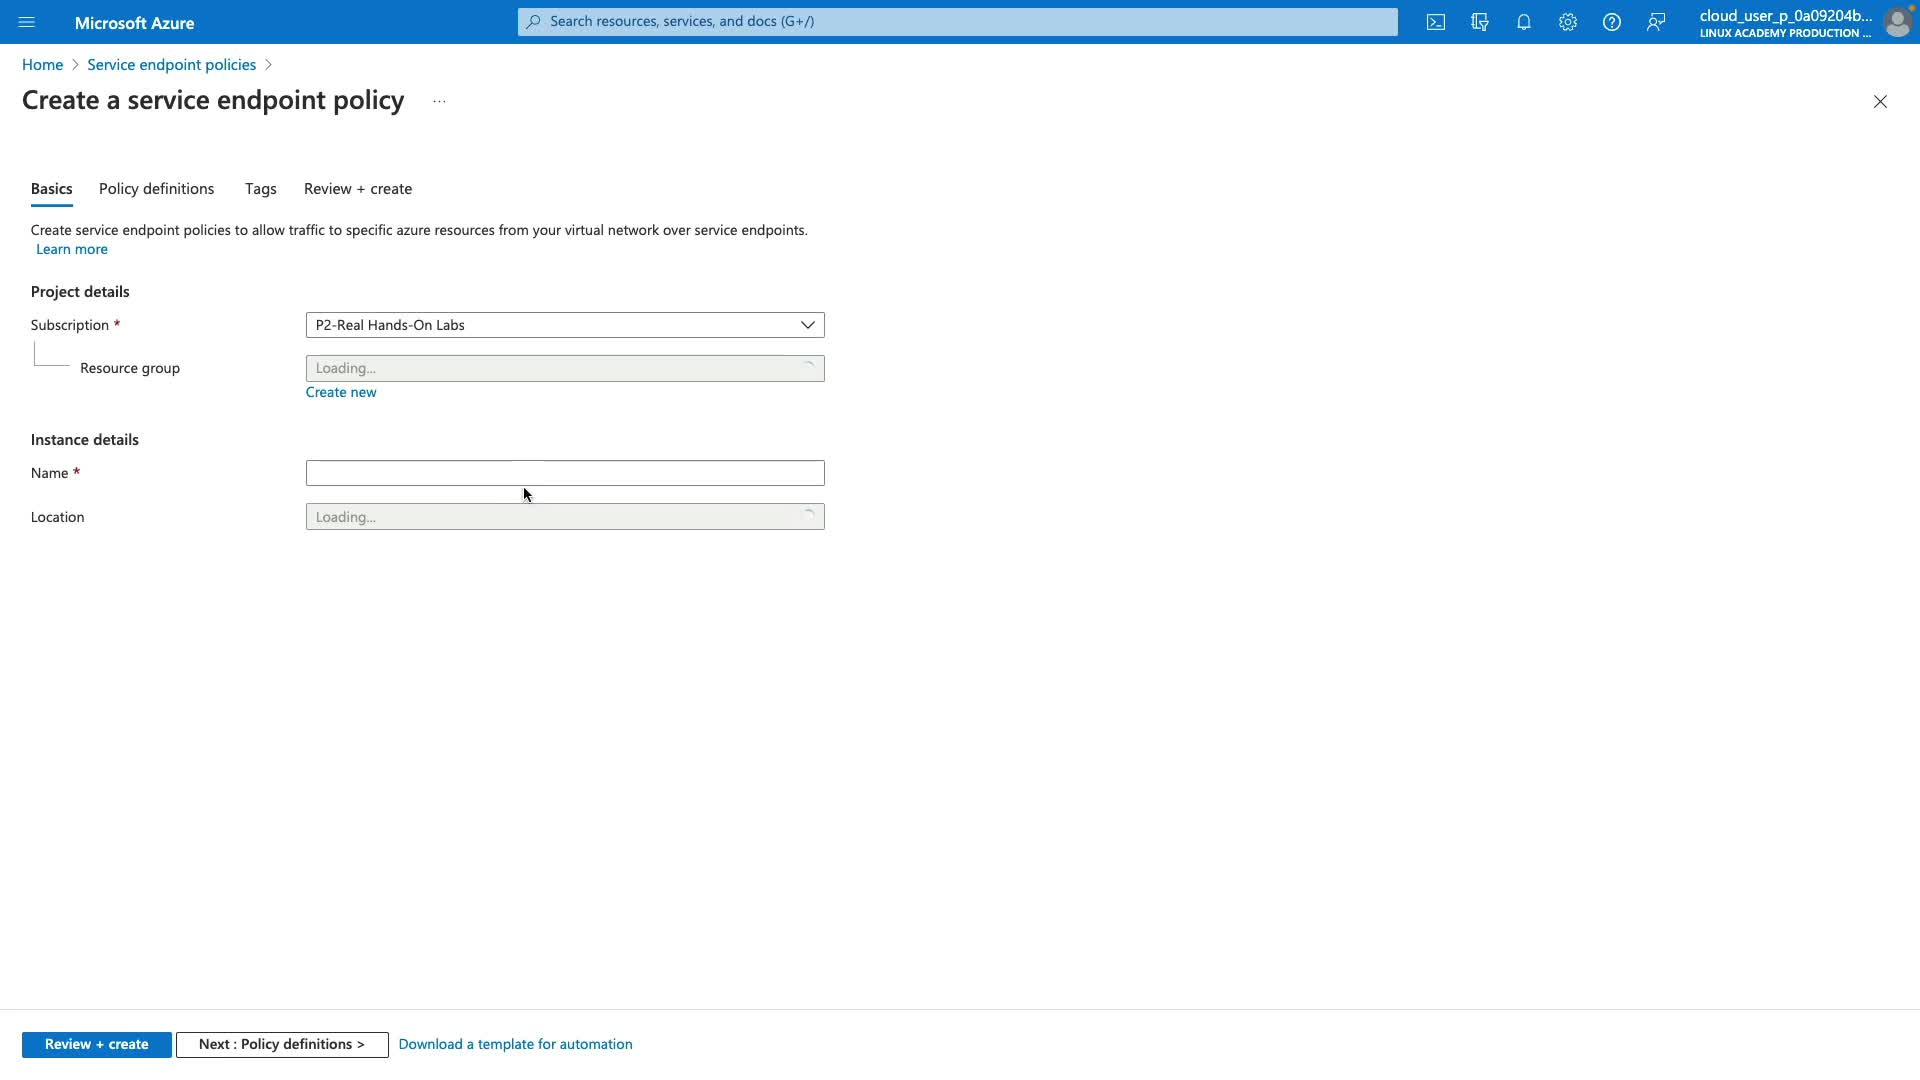 Microsoft Azure
Search resources, services, and docs (G+/)
cloud_user_p_0a09204b...
LINUX ACADEMY PRODUCTION ...
Home > Service endpoint policies >
Create a service endpoint policy ...
Basics Policy definitions Tags Review + create
Create service endpoint policies to allow traffic to specific azure resources from your virtual network over service endpoints.
Learn more
Project details
Subscription * P2-Real Hands-On Labs
Resource group Loading...
Create new
Instance details
Name *
Location Loading...
Review + create Next : Policy definitions > Download a template for automation